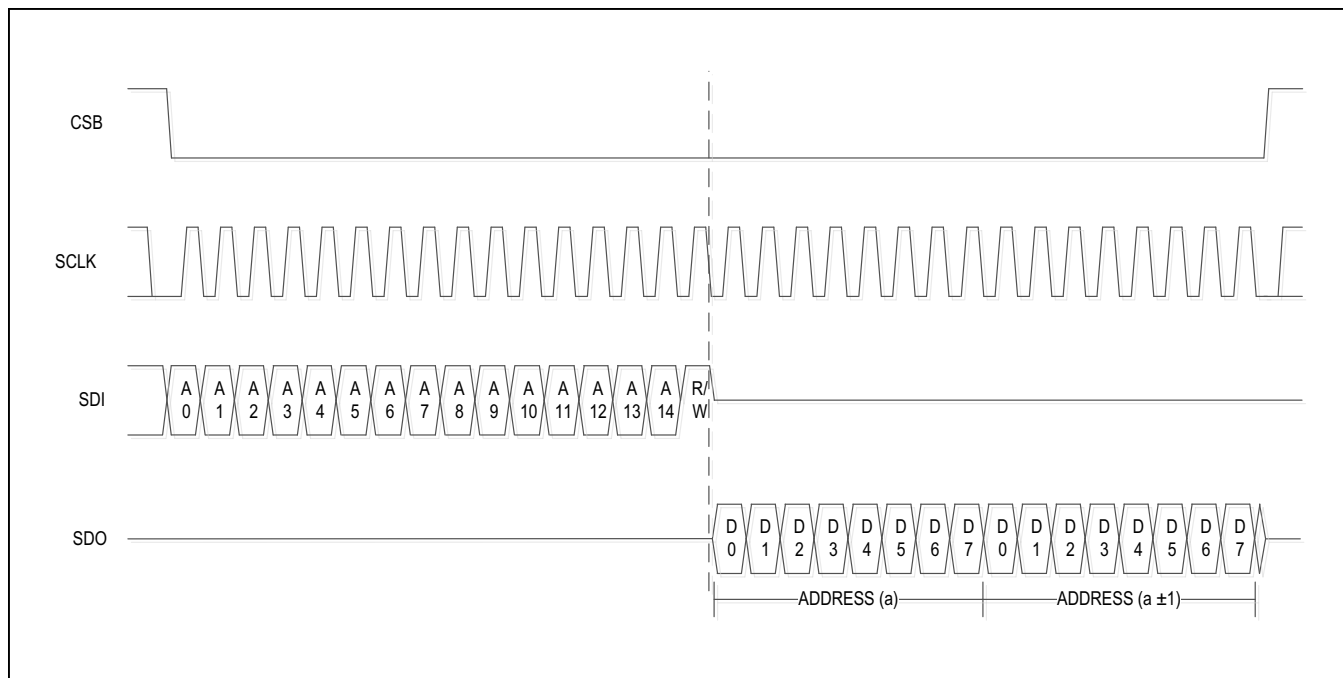 CSB
SCLK
SDI
A A A A A A A A A A A A A A A R/
0 1 2 3 4 5 6 7 8 9 10 11 12 13 14 W
SDO
D D D D D D D D D D D D D D D D
0 1 2 3 4 5 6 7 0 1 2 3 4 5 6 7
ADDRESS (a) ADDRESS (a ±1)